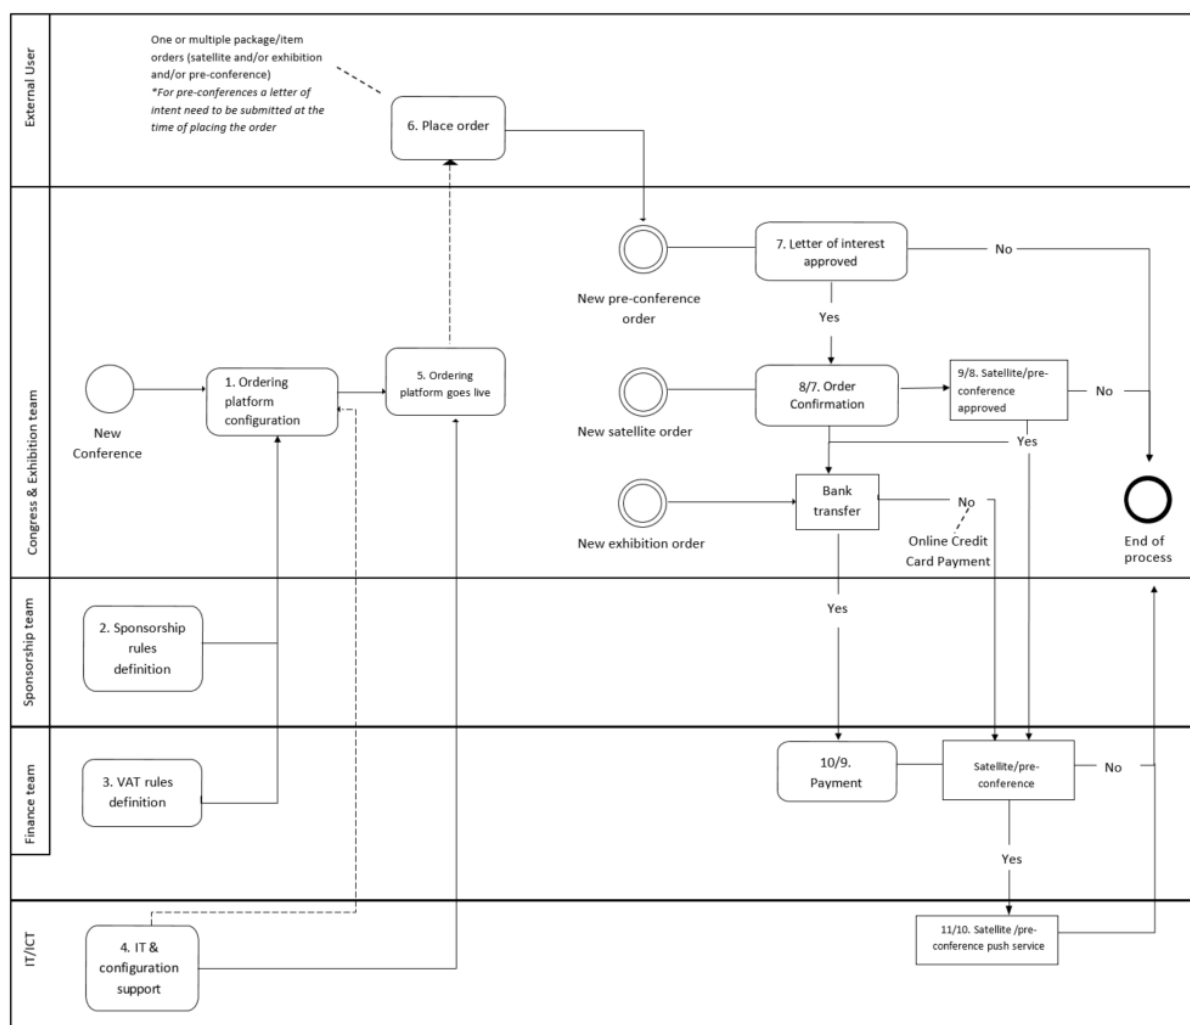 External User
One or multiple package/item
orders (satellite and/or exhibition
and/or pre-conference)
*For pre-conferences a letter of
intent need to be submitted at the
time of placing the order
6. Place order
Congress & Exhibition team
New
Conference
1. Ordering
platform
configuration
5. Ordering
platform goes live
New pre-conference
order
7. Letter of interest
approved
No
Yes
New satellite order
8/7. Order
Confirmation
9/8. Satellite/pre-
conference
approved
No
Yes
New exhibition order
Bank
transfer
No
Online Credit
Card Payment
End of
process
Sponsorship team
2. Sponsorship
rules
definition
Yes
Finance team
3. VAT rules
definition
10/9.
Payment
Satellite/pre-
conference
No
Yes
IT/ICT
4. IT &
configuration
support
11/10. Satellite /pre-
conference push service